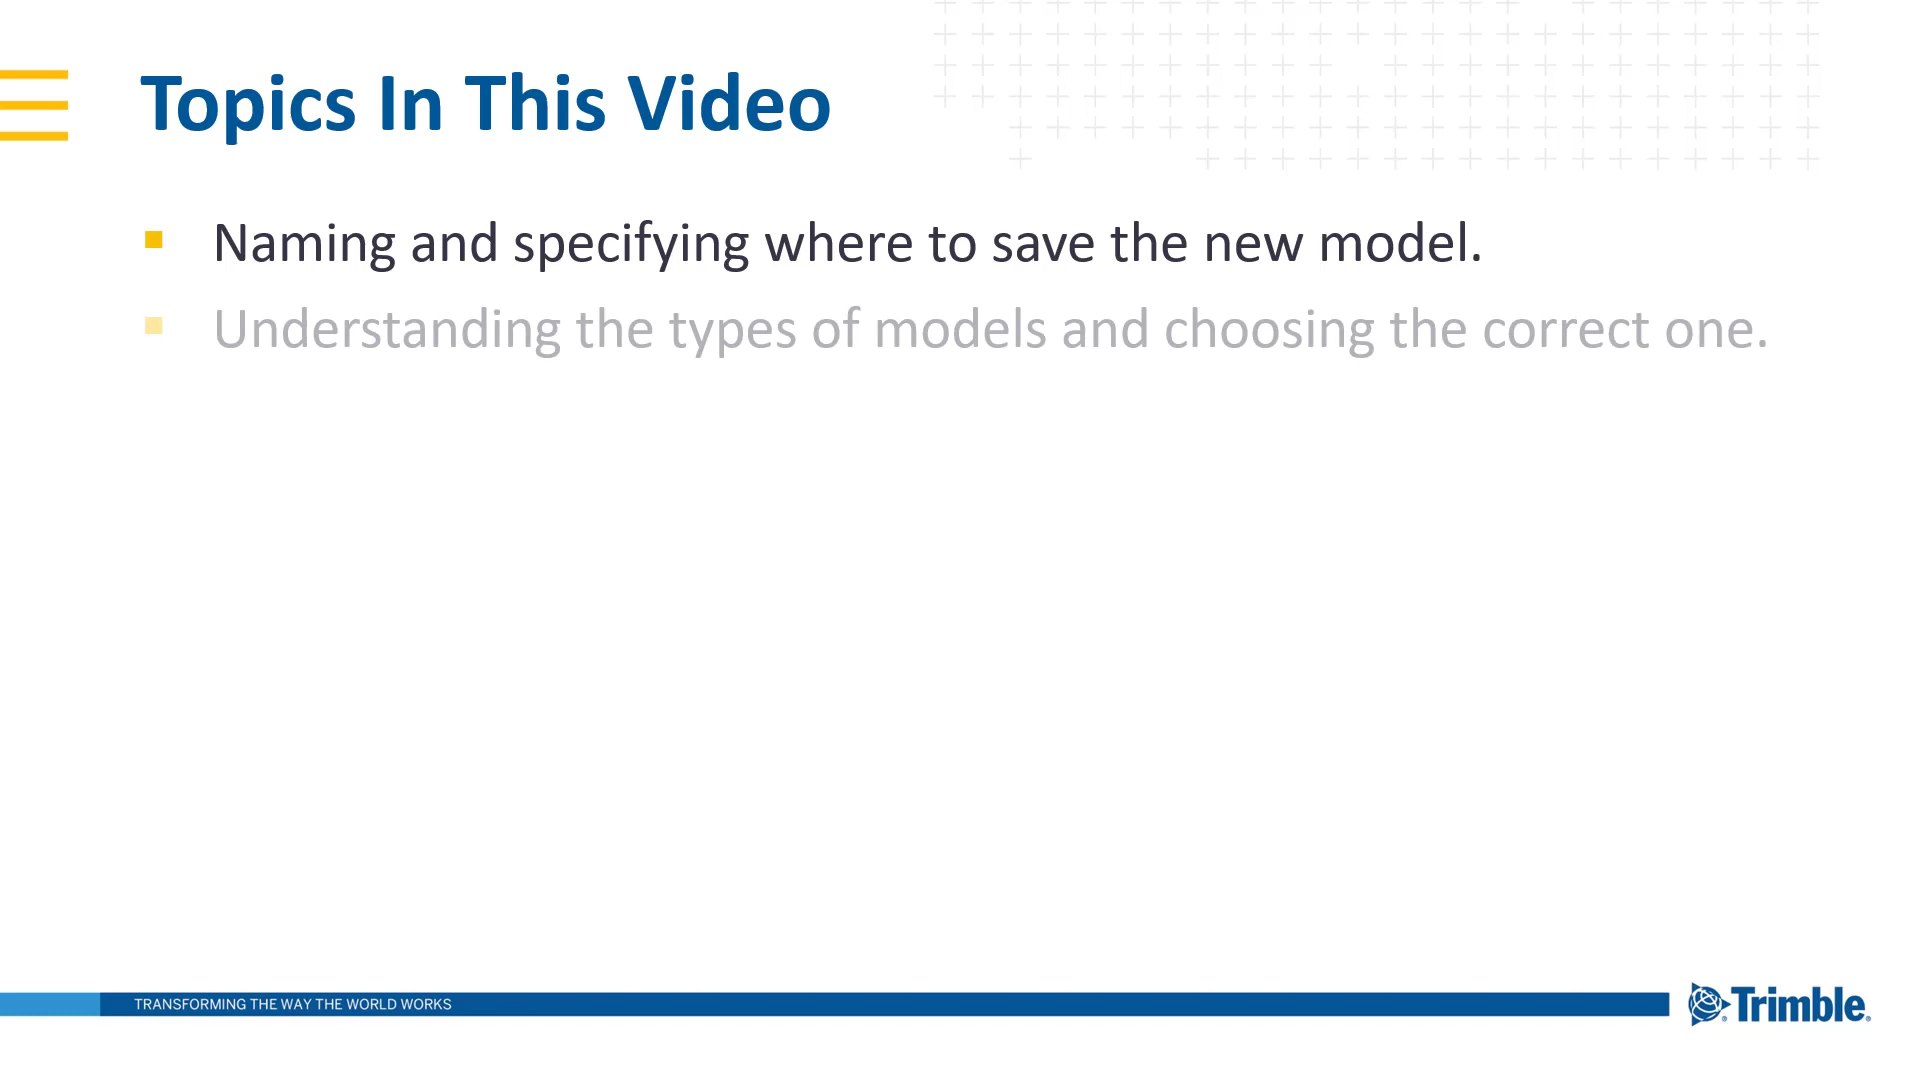 Topics In This Video
Naming and specifying where to save the new model.
Understanding the types of models and choosing the correct one.
TRANSFORMING THE WAY THE WORLD WORKS
Trimble